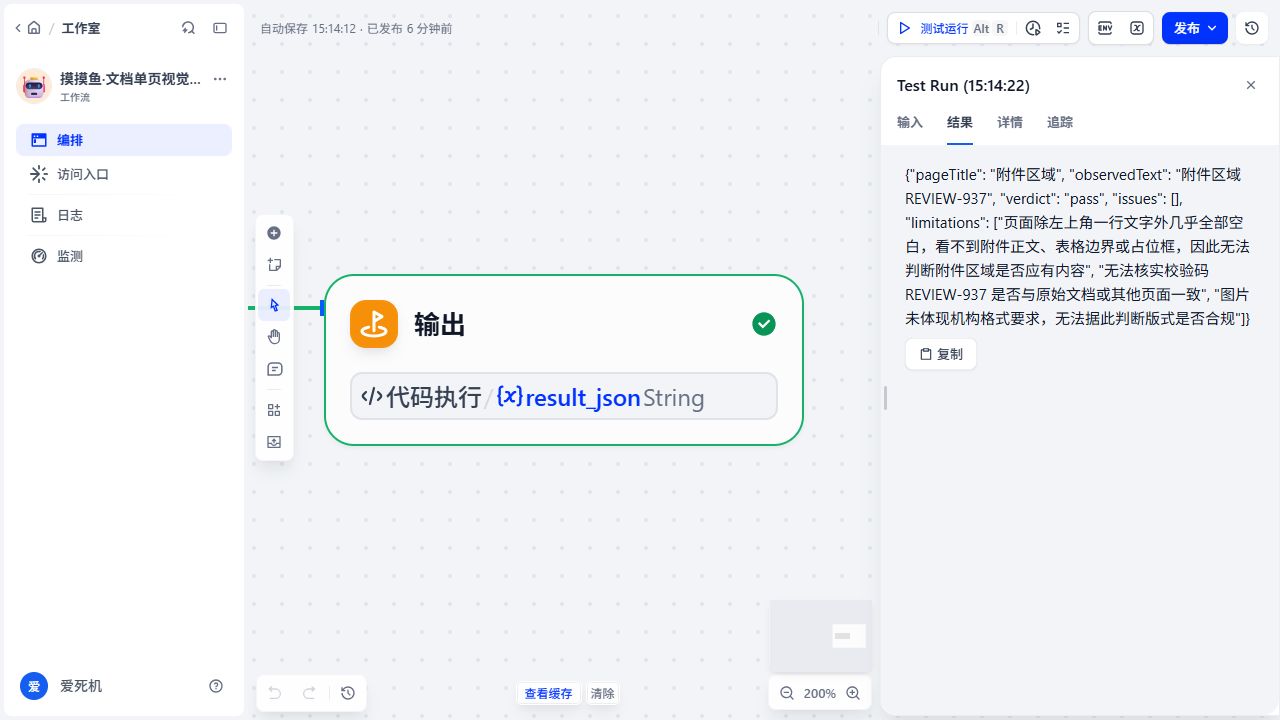 工作室
摸摸鱼·文档单页视觉...
工作流
编排
访问入口
日志
监测
爱 爱死机
自动保存 15:14:12 · 已发布 6 分钟前
测试运行 Alt R
ENV
发布
输出
代码执行/{x}result_json String
查看缓存 清除
200%
Test Run (15:14:22)
输入 结果 详情 追踪
{"pageTitle": "附件区域", "observedText": "附件区域
REVIEW-937", "verdict": "pass", "issues": [],
"limitations": ["页面除左上角一行文字外几乎全部空
白，看不到附件正文、表格边界或占位框，因此无法
判断附件区域是否应有内容", "无法核实校验码
REVIEW-937 是否与原始文档或其他页面一致", "图片
未体现机构格式要求，无法据此判断版式是否合规"]}
复制